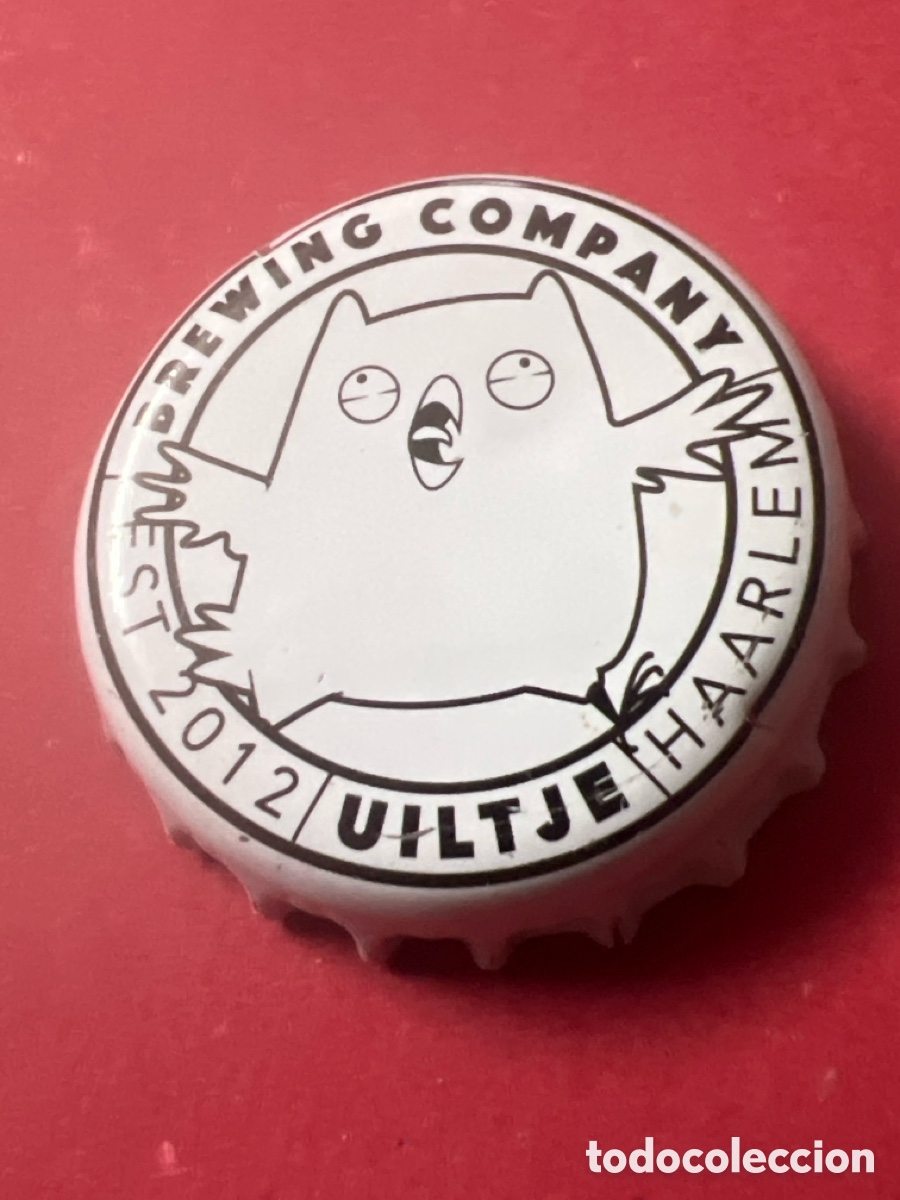 BREWING COMPANY
EST 2012
UILTJE
HAARLEM
todocoleccion